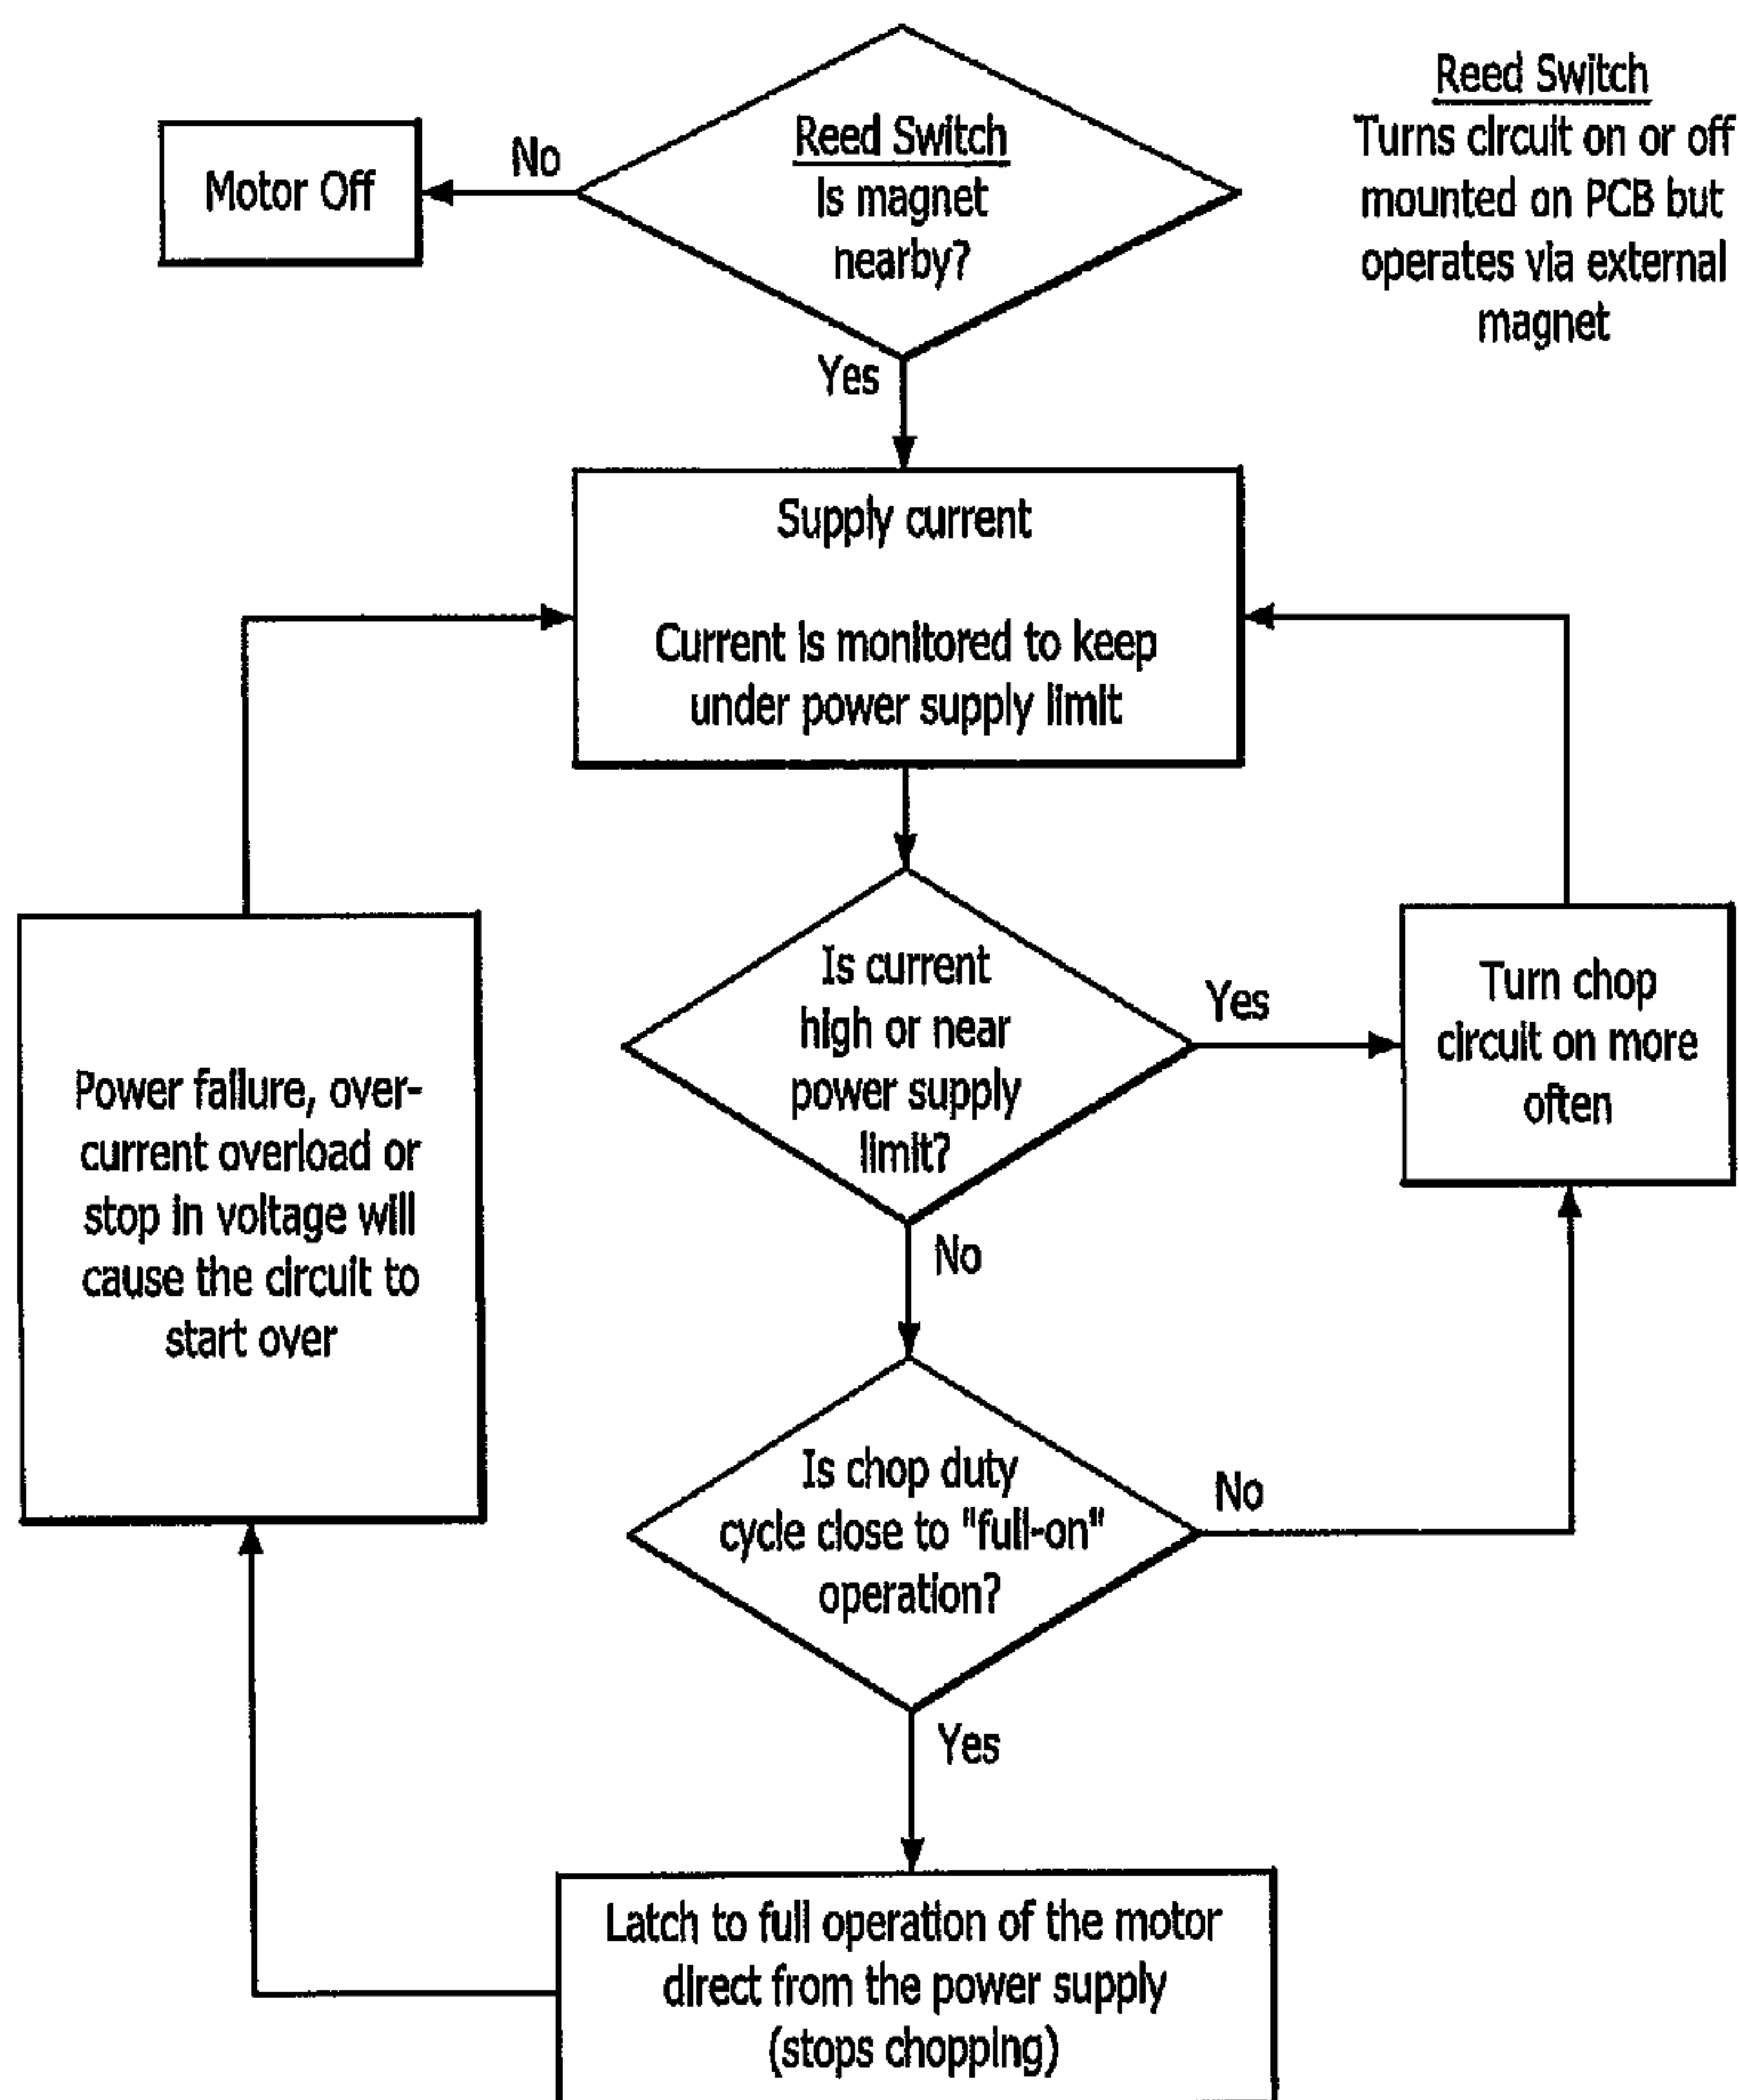 Reed Switch
Is magnet
nearby?
No
Motor Off
Reed Switch
Turns circuit on or off
mounted on PCB but
operates via external
magnet
Yes
Supply current
Current is monitored to keep
under power supply limit
Is current
high or near
power supply
limit?
Yes
Turn chop
circuit on more
often
Power failure, over-
current overload or
stop in voltage will
cause the circuit to
start over
No
Is chop duty
cycle close to "full-on"
operation?
No
Yes
Latch to full operation of the motor
direct from the power supply
(stops chopping)